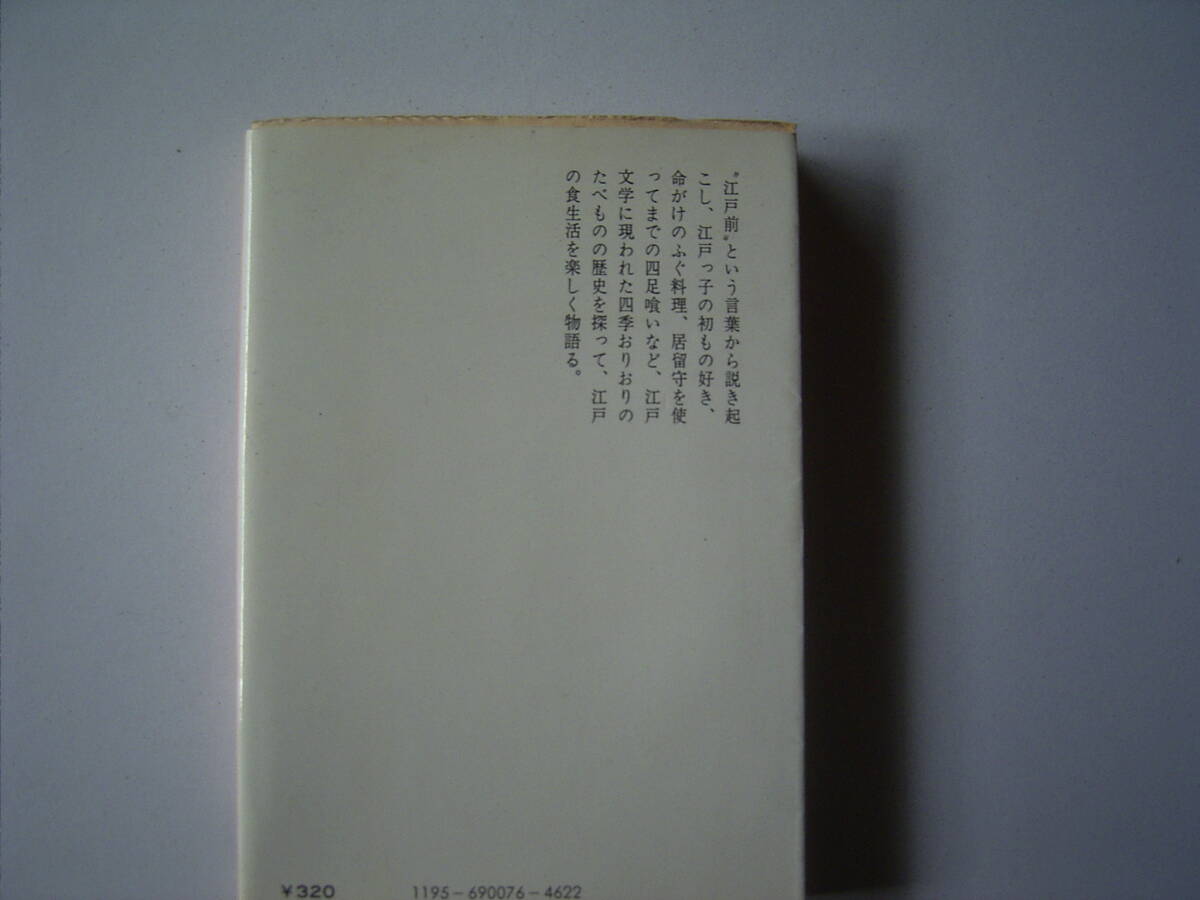 〝江戸前〟という言葉から説き起
こし、江戸っ子の初もの好き、
命がけのふぐ料理、居留守を使
ってまでの四足喰いなど、江戸
文学に現われた四季おりおりの
たべものの歴史を探って、江戸
の食生活を楽しく物語る。
¥320
1195-690076-4622